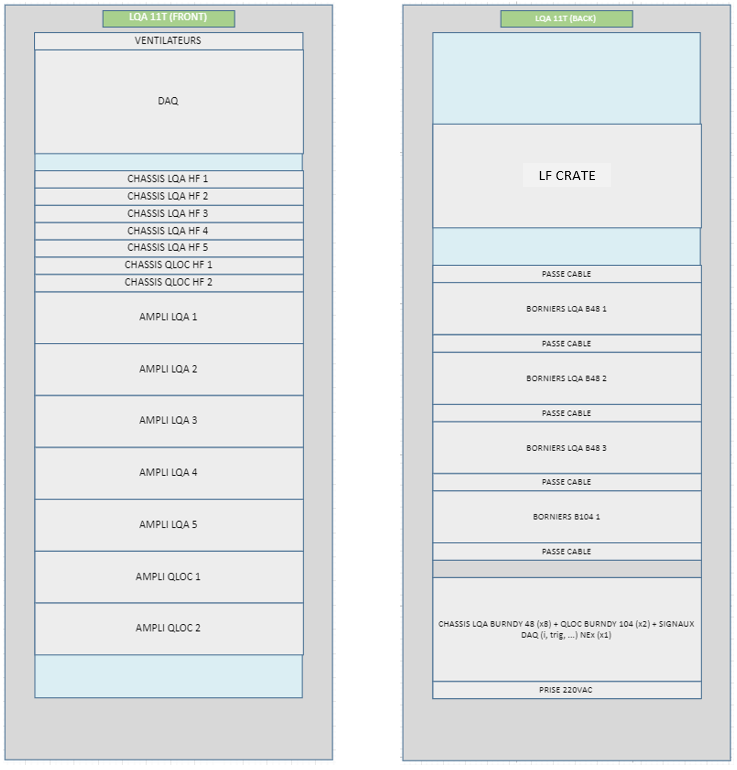 LQA 11T (FRONT)
VENTILATEURS
DAQ
CHASSIS LQA HF 1
CHASSIS LQA HF 2
CHASSIS LQA HF 3
CHASSIS LQA HF 4
CHASSIS LQA HF 5
CHASSIS QLOC HF 1
CHASSIS QLOC HF 2
AMPLI LQA 1
AMPLI LQA 2
AMPLI LQA 3
AMPLI LQA 4
AMPLI LQA 5
AMPLI QLOC 1
AMPLI QLOC 2
LQA 11T (BACK)
LF CRATE
PASSE CABLE
BORNIERS LQA B48 1
PASSE CABLE
BORNIERS LQA B48 2
PASSE CABLE
BORNIERS LQA B48 3
PASSE CABLE
BORNIERS B104 1
PASSE CABLE
CHASSIS LQA BURNDY 48 (x8) + QLOC BURNDY 104 (x2) + SIGNAUX
DAQ (i, trig, ...) NEx (x1)
PRISE 220VAC